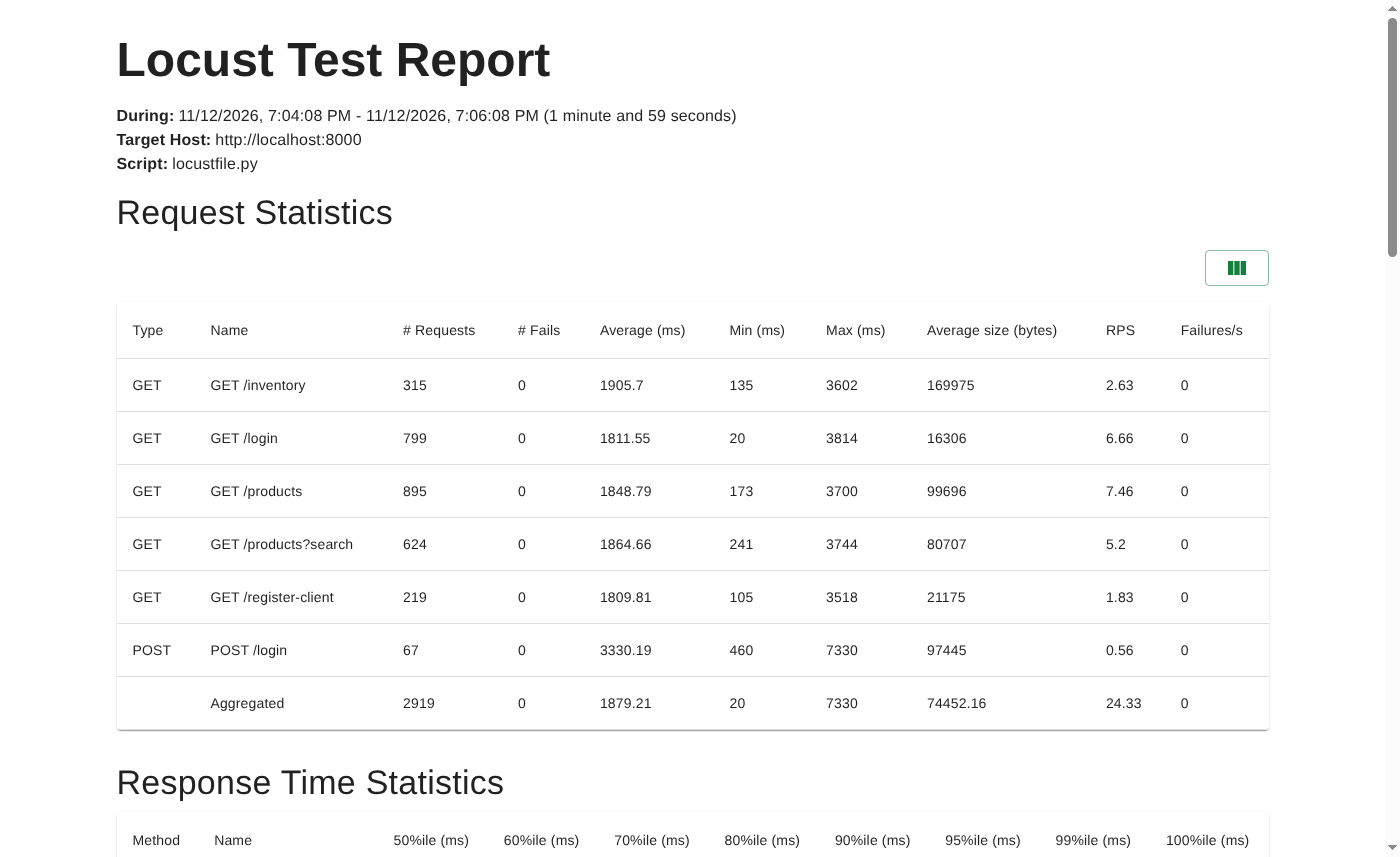 Locust Test Report
During: 11/12/2026, 7:04:08 PM - 11/12/2026, 7:06:08 PM (1 minute and 59 seconds)
Target Host: http://localhost:8000
Script: locustfile.py
Request Statistics
Type Name # Requests # Fails Average (ms) Min (ms) Max (ms) Average size (bytes) RPS Failures/s
GET GET /inventory 315 0 1905.7 135 3602 169975 2.63 0
GET GET /login 799 0 1811.55 20 3814 16306 6.66 0
GET GET /products 895 0 1848.79 173 3700 99696 7.46 0
GET GET /products?search 624 0 1864.66 241 3744 80707 5.2 0
GET GET /register-client 219 0 1809.81 105 3518 21175 1.83 0
POST POST /login 67 0 3330.19 460 7330 97445 0.56 0
Aggregated 2919 0 1879.21 20 7330 74452.16 24.33 0
Response Time Statistics
Method Name 50%ile (ms) 60%ile (ms) 70%ile (ms) 80%ile (ms) 90%ile (ms) 95%ile (ms) 99%ile (ms) 100%ile (ms)